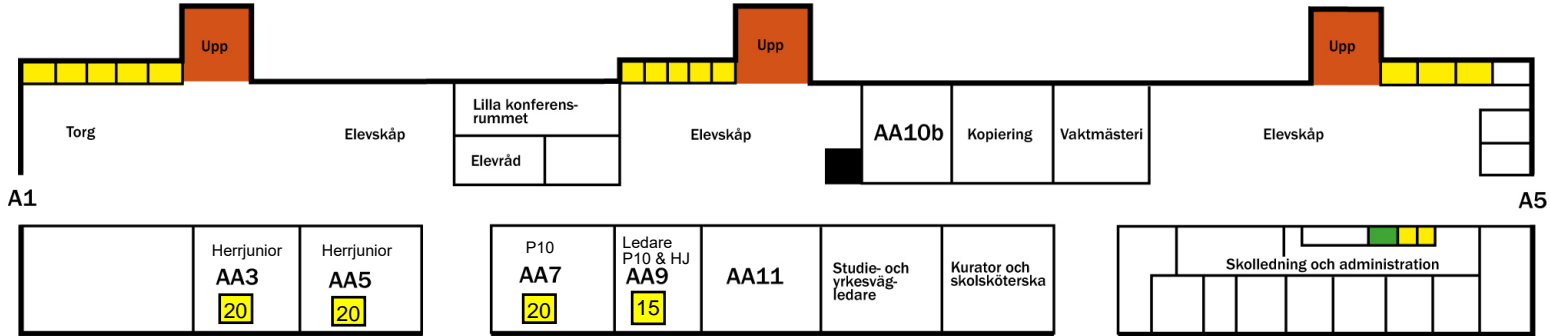 Upp
Upp
Upp
Lilla konferens-
rummet
Torg
Elevskåp
Elevråd
Elevskåp
AA10b
Kopiering
Vaktmästeri
Elevskåp
A1
A5
Herrjunior
AA3
20
Herrjunior
AA5
20
P10
AA7
20
Ledare
P10 & HJ
AA9
15
AA11
Studie- och
yrkesväg-
ledare
Kurator och
skolsköterska
Skolledning och administration